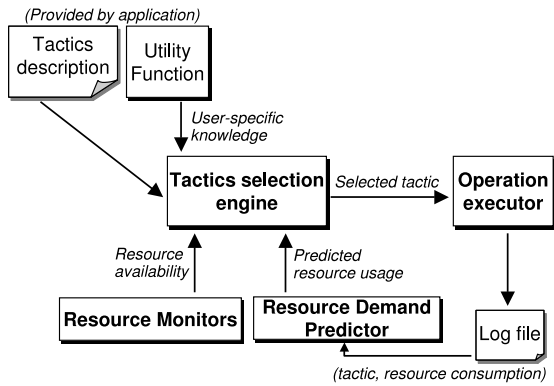 (Provided by application)
Tactics
description
Utility
Function
User-specific
knowledge
Tactics selection
engine
Selected tactic
Operation
executor
Resource
availability
Predicted
resource usage
Resource Monitors
Resource Demand
Predictor
Log file
(tactic, resource consumption)